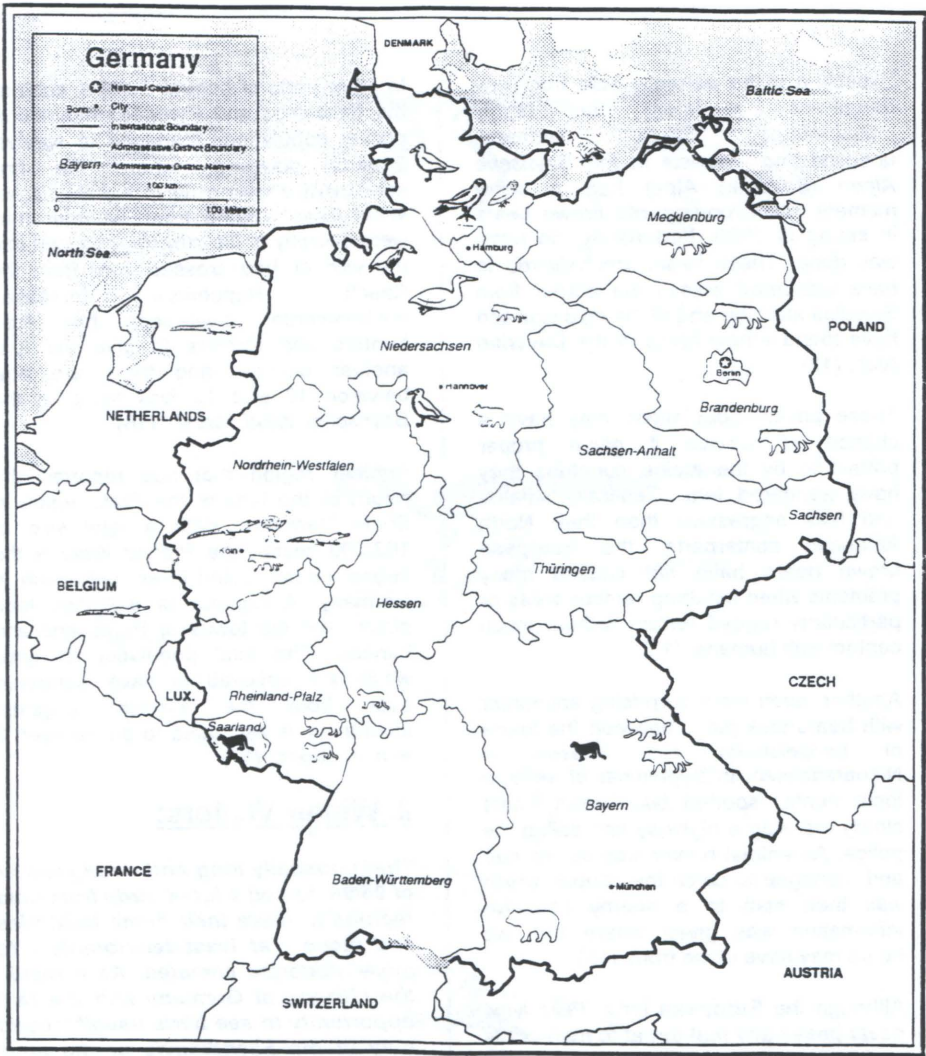 Germany
National Capital
Bonn • City
International Boundary
Administrative District Boundary
Bayern Administrative District Name
100 km
0 100 Miles
DENMARK
Baltic Sea
North Sea
Mecklenburg
Hamburg
POLAND
Niedersachsen
Berlin
Hannover
NETHERLANDS
Brandenburg
Sachsen-Anhalt
Nordrhein-Westfalen
Sachsen
Köln
Thüringen
BELGIUM
Hessen
CZECH
LUX.
Rheinland-Pfalz
Saarland
Bayern
FRANCE
Baden-Württemberg
München
AUSTRIA
SWITZERLAND